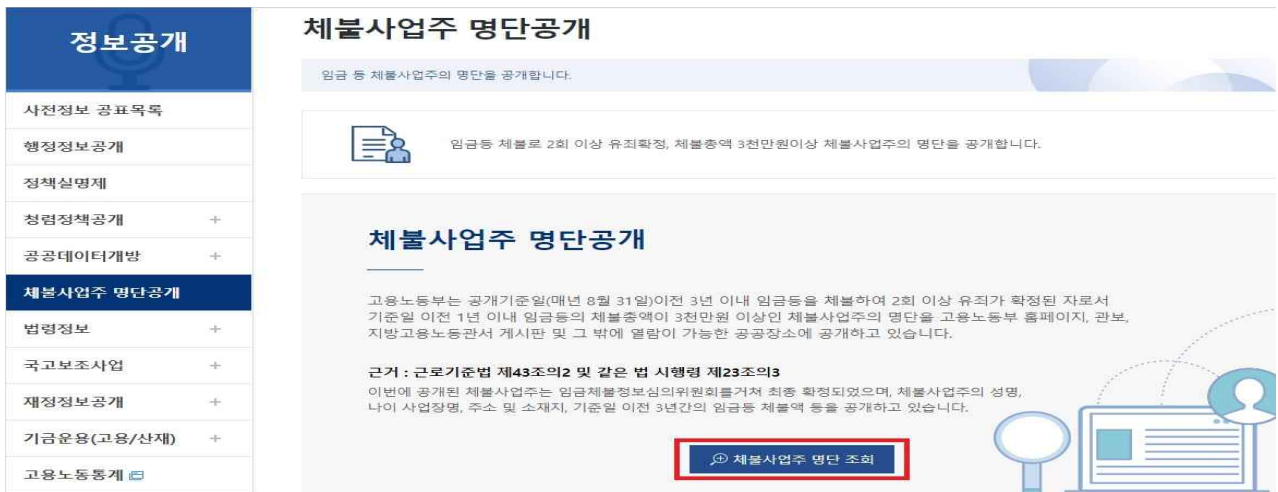 정보공개
사전정보 공표목록
행정정보공개
정책실명제
청렴정책공개
공공데이터개방
체불사업주 명단공개
법령정보
국고보조사업
재정정보공개
기금운용(고용/산재)
고용노동통계
체불사업주 명단공개
임금 등 체불사업주의 명단을 공개합니다.
임금등 체불로 2회 이상 유죄확정, 체불총액 3천만원이상 체불사업주의 명단을 공개합니다.
체불사업주 명단공개
고용노동부는 공개기준일(매년 8월 31일)이전 3년 이내 임금등을 체불하여 2회 이상 유죄가 확정된 자로서
기준일 이전 1년 이내 임금등의 체불총액이 3천만원 이상인 체불사업주의 명단을 고용노동부 홈페이지, 관보,
지방고용노동관서 게시판 및 그 밖에 열람이 가능한 공공장소에 공개하고 있습니다.
근거 : 근로기준법 제43조의2 및 같은 법 시행령 제23조의3
이번에 공개된 체불사업주는 임금체불정보심의위원회를거쳐 최종 확정되었으며, 체불사업주의 성명,
나이 사업장명, 주소 및 소재지, 기준일 이전 3년간의 임금등 체불액 등을 공개하고 있습니다.
체불사업주 명단 조회